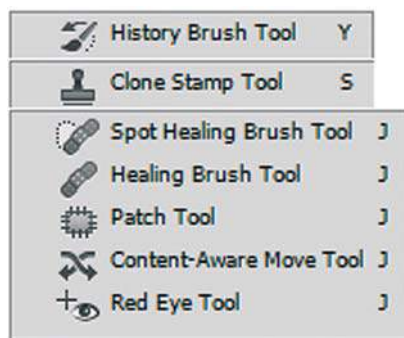 History Brush Tool Y
Clone Stamp Tool S
Spot Healing Brush Tool J
Healing Brush Tool J
Patch Tool J
Content-Aware Move Tool J
Red Eye Tool J